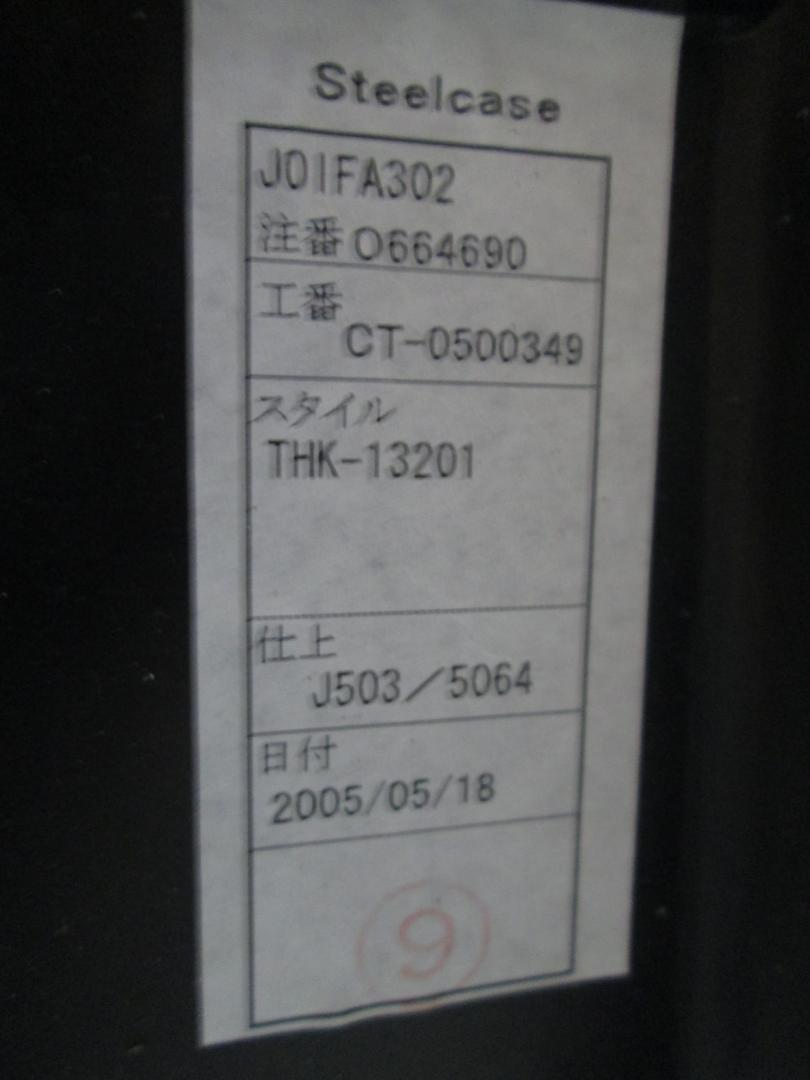 Steelcase
J01FA302
注番0664690
工番
CT-0500349
スタイル
THK-13201
仕上
J503／5064
日付
2005/05/18
9